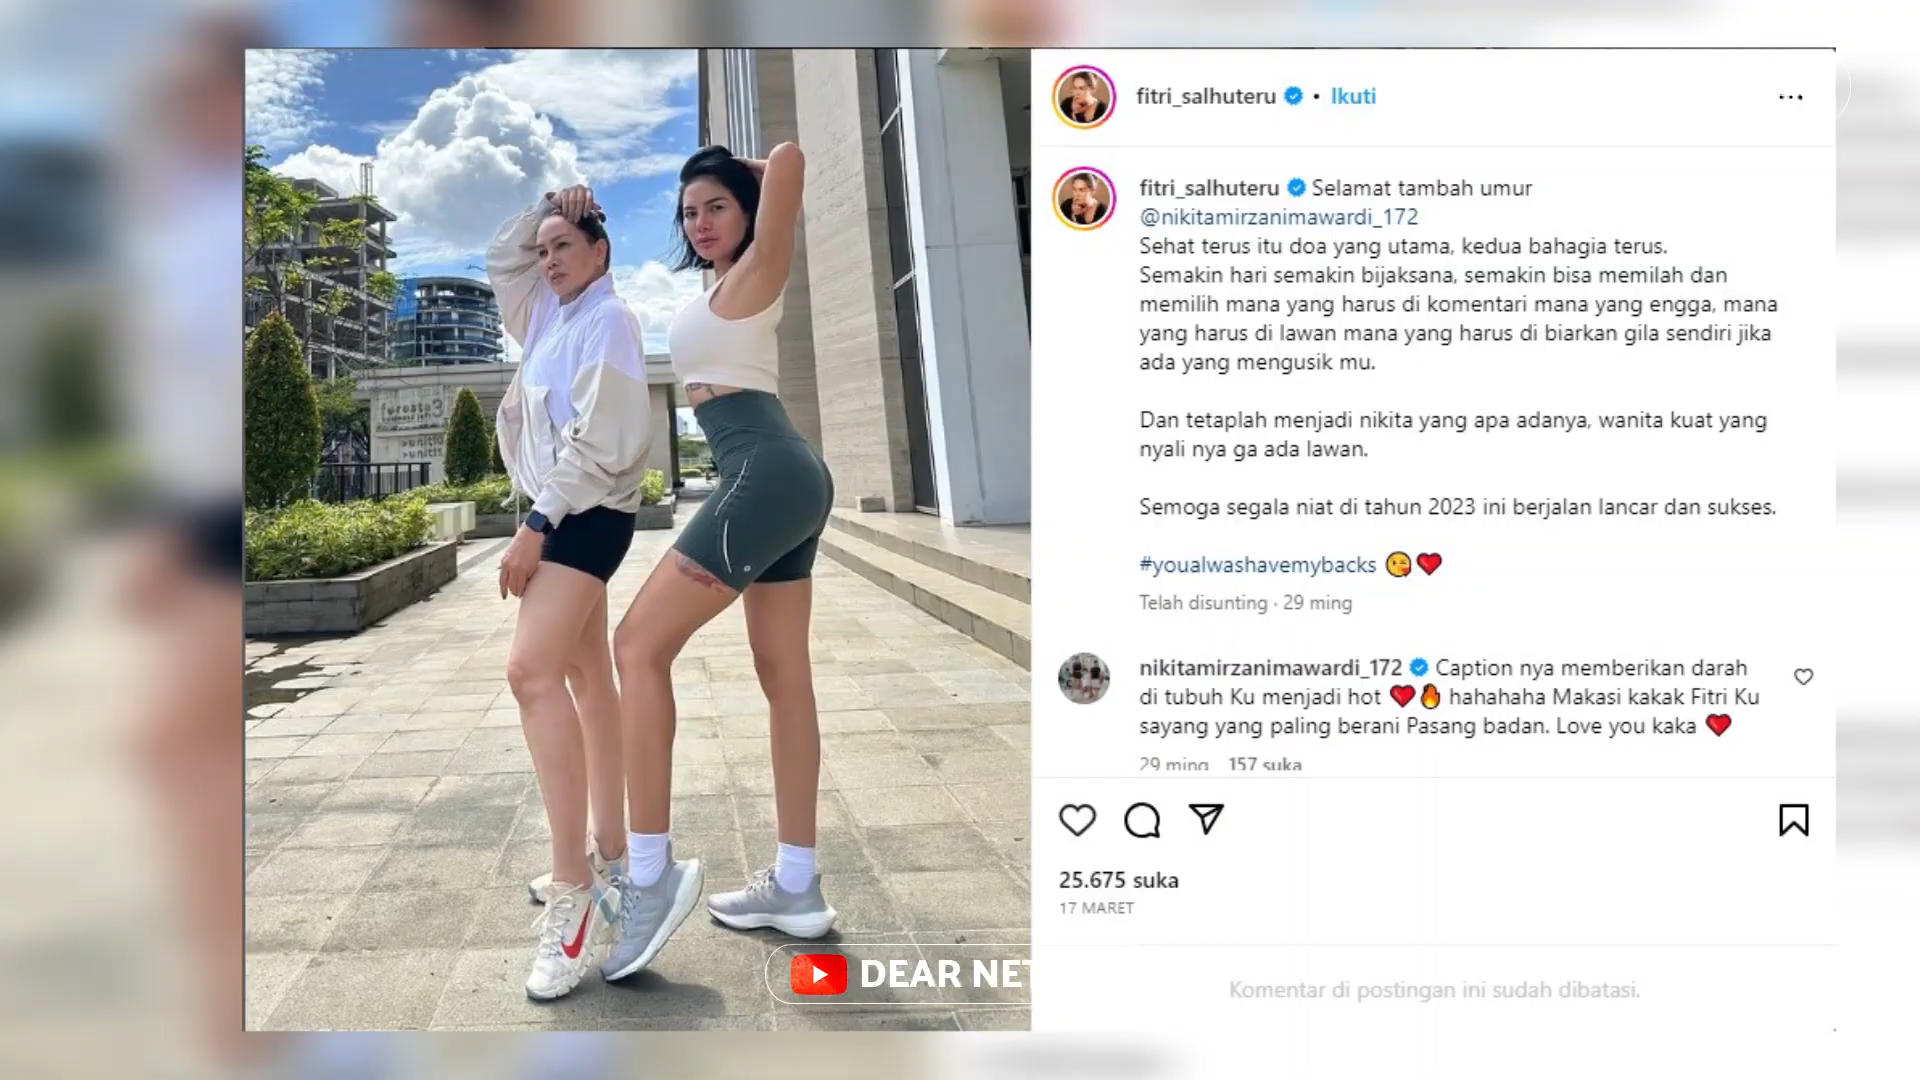 foresta 3
fitri_salhuteru • Ikuti
fitri_salhuteru Selamat tambah umur
@nikitamirzanimawardi_172
Sehat terus itu doa yang utama, kedua bahagia terus.
Semakin hari semakin bijaksana, semakin bisa memilah dan
memilih mana yang harus di komentari mana yang engga, mana
yang harus di lawan mana yang harus di biarkan gila sendiri jika
ada yang mengusik mu.
Dan tetaplah menjadi nikita yang apa adanya, wanita kuat yang
nyali nya ga ada lawan.
Semoga segala niat di tahun 2023 ini berjalan lancar dan sukses.
#youalwashavemybacks 😘❤️
Telah disunting · 29 ming
nikitamirzanimawardi_172 Caption nya memberikan darah
di tubuh Ku menjadi hot ❤️🔥 hahahaha Makasi kakak Fitri Ku
sayang yang paling berani Pasang badan. Love you kaka ❤️
29 ming 157 suka
25.675 suka
17 MARET
Komentar di postingan ini sudah dibatasi.
DEAR NET